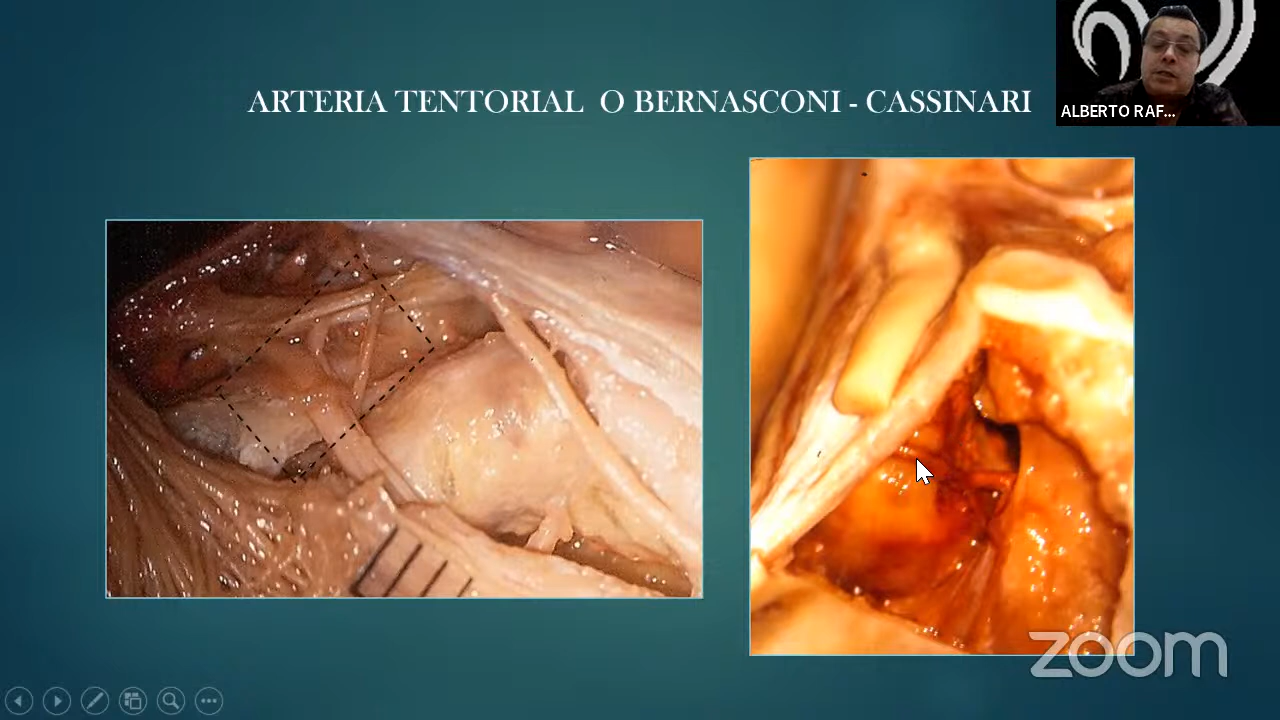 ARTERIA TENTORIAL O BERNASCONI - CASSINARI
ALBERTO RAF...
zoom